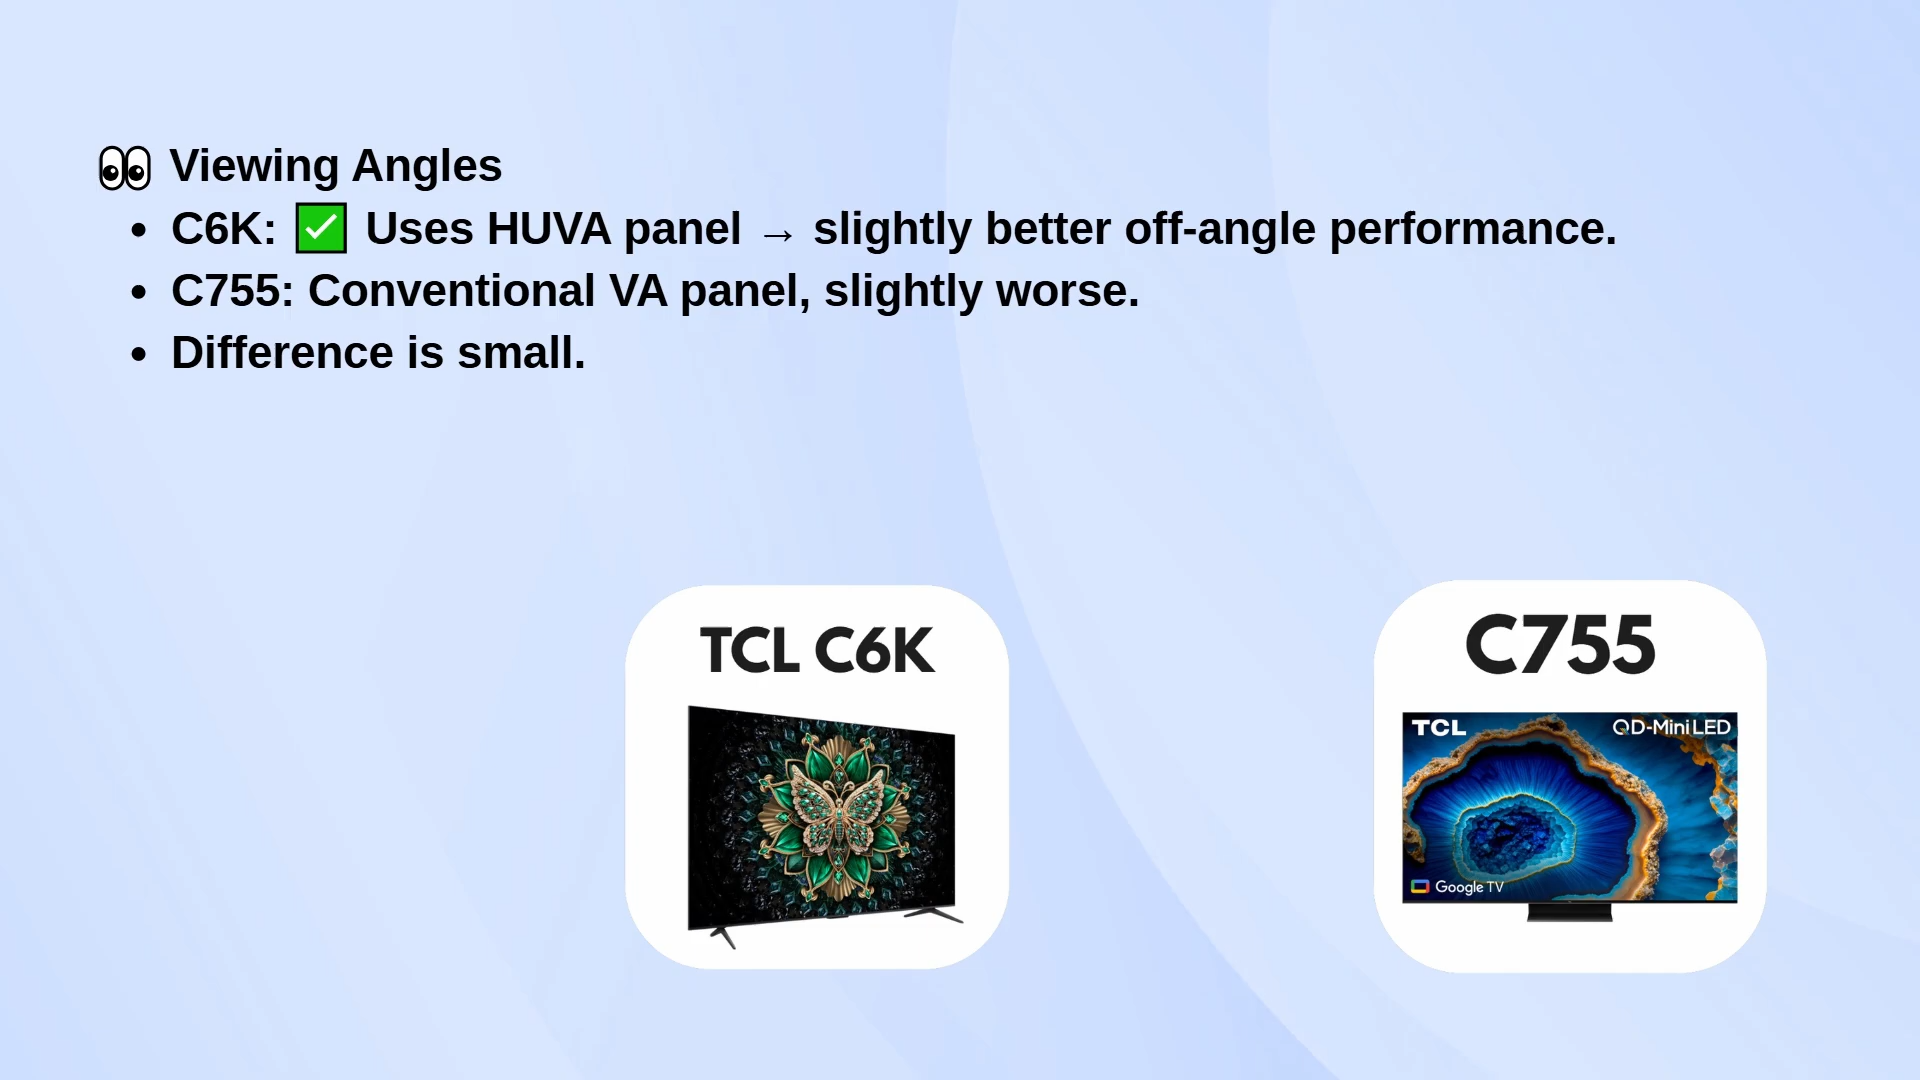 👀 Viewing Angles
• C6K: ✅ Uses HUVA panel → slightly better off-angle performance.
• C755: Conventional VA panel, slightly worse.
• Difference is small.
TCL C6K
C755
TCL QD-Mini LED
Google TV